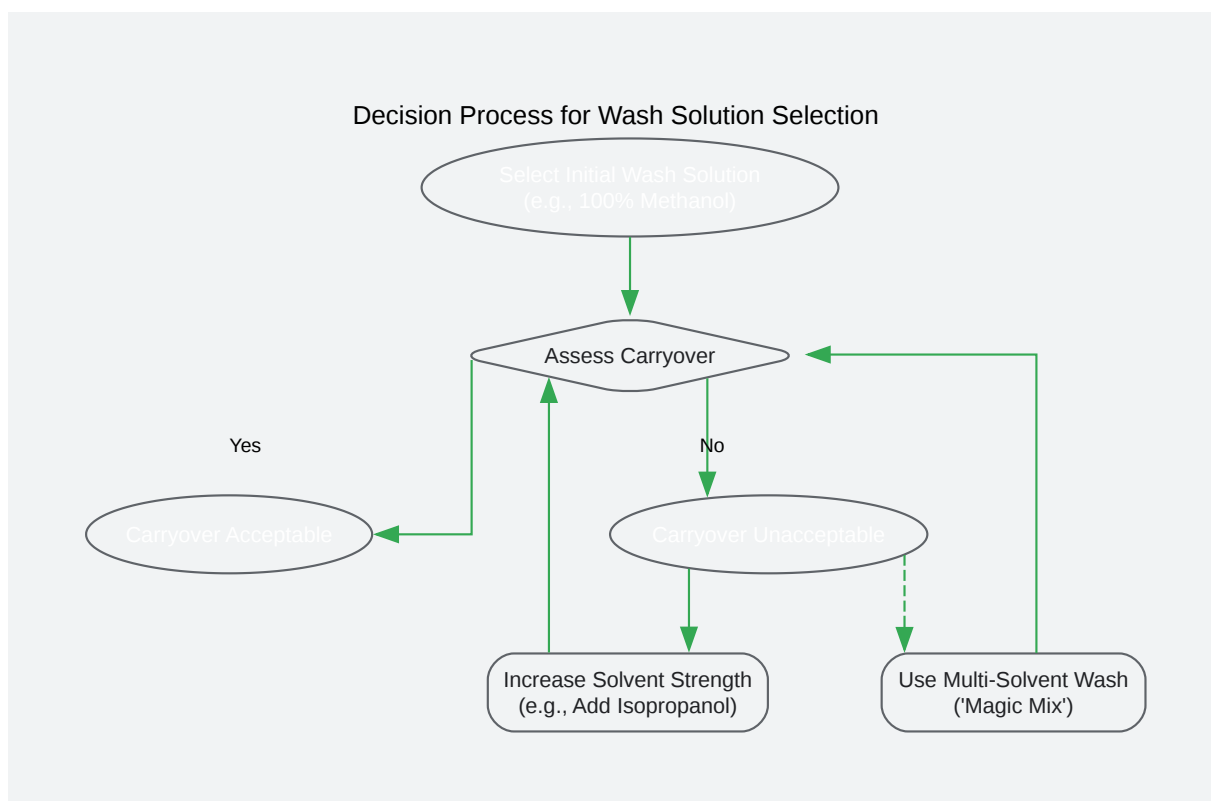 Decision Process for Wash Solution Selection
Select Initial Wash Solution
(e.g., 100% Methanol)
Assess Carryover
Yes
No
Carryover Acceptable
Carryover Unacceptable
Increase Solvent Strength
(e.g., Add Isopropanol)
Use Multi-Solvent Wash
('Magic Mix')